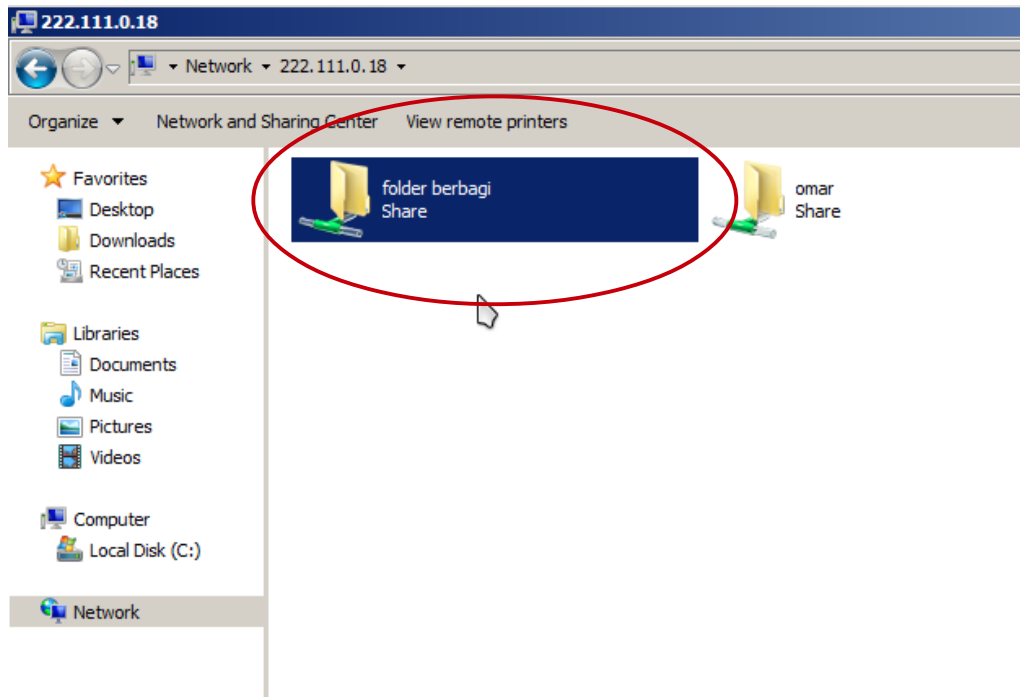 222.111.0.18
Network 222.111.0.18
Organize Network and Sharing Center View remote printers
Favorites
Desktop
Downloads
Recent Places
Libraries
Documents
Music
Pictures
Videos
Computer
Local Disk (C:)
Network
folder berbagi
Share
omar
Share